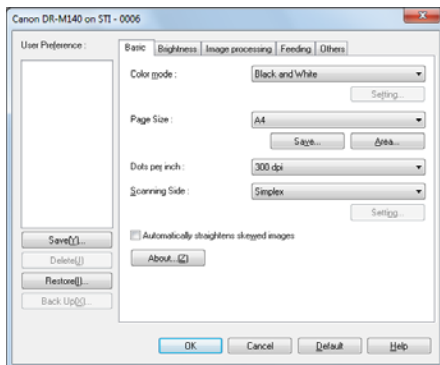 Canon DR-M140 on STI - 0006
User Preference :
Basic Brightness Image processing Feeding Others
Color mode : Black and White
Setting...
Page Size : A4
Save... Area...
Dots per inch : 300 dpi
Scanning Side : Simplex
Setting...
Automatically straightens skewed images
Save(Y)...
About...(Z)
Delete(J)
Restore(I)...
Back Up(X)...
OK Cancel Default Help